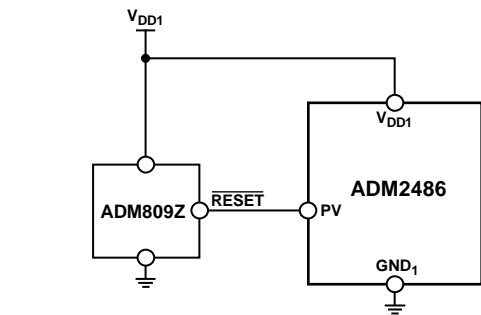 VDD1
VDD1
ADM809Z
RESET
PV
ADM2486
GND1